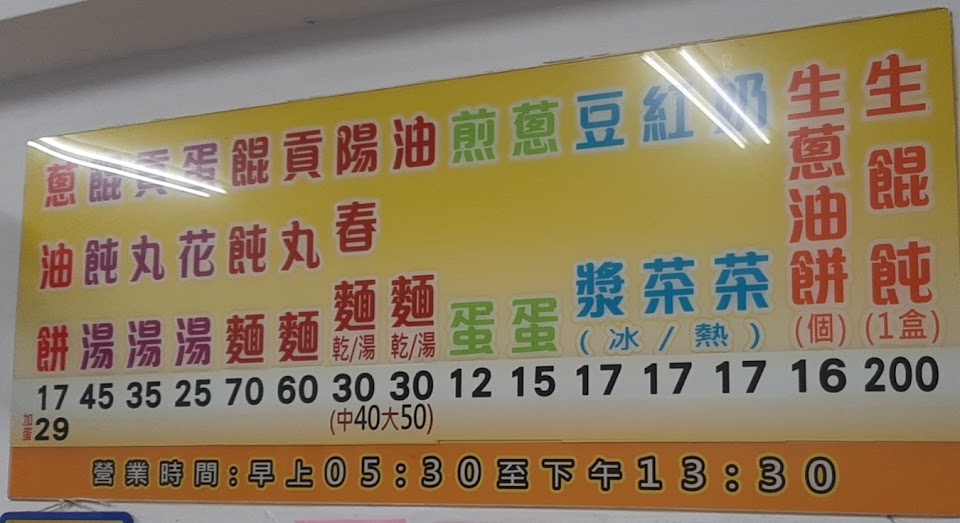 蔥油餅 17
加蛋 29
餛飩湯 45
貢丸湯 35
蛋花湯 25
餛飩麵 70
貢丸麵 60
陽春麵 乾/湯 30
油麵 乾/湯 30
(中40大50)
煎蛋 12
蔥蛋 15
豆漿 17
紅茶 17
奶茶 17
(冰/熱)
生蔥油餅(個) 16
生餛飩(1盒) 200
營業時間:早上05:30至下午13:30